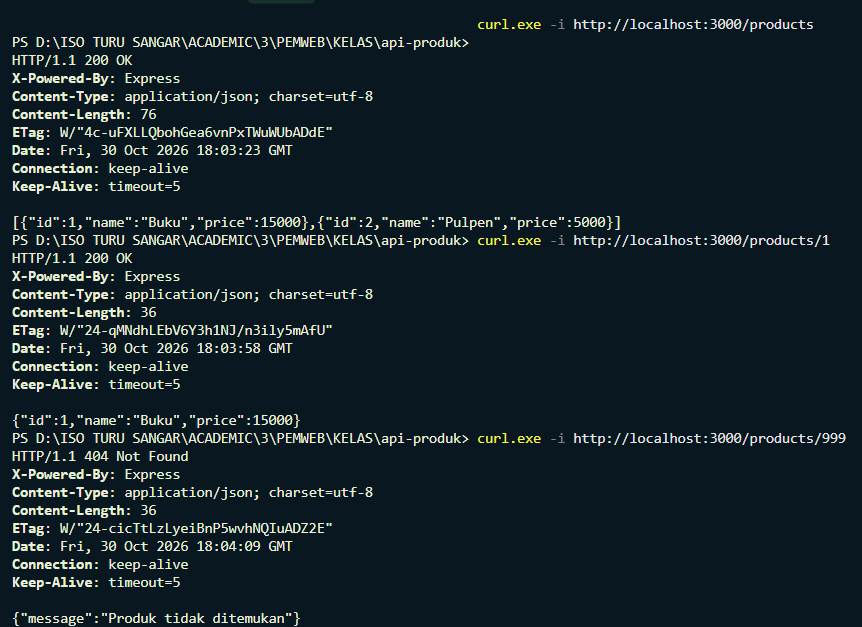 curl.exe -i http://localhost:3000/products
PS D:\ISO TURU SANGAR\ACADEMIC\3\PEMWEB\KELAS\api-produk>
HTTP/1.1 200 OK
X-Powered-By: Express
Content-Type: application/json; charset=utf-8
Content-Length: 76
ETag: W/"4c-uFXLLQbohGea6vnPxTWuWUbADdE"
Date: Fri, 30 Oct 2026 18:03:23 GMT
Connection: keep-alive
Keep-Alive: timeout=5

[{"id":1,"name":"Buku","price":15000},{"id":2,"name":"Pulpen","price":5000}]
PS D:\ISO TURU SANGAR\ACADEMIC\3\PEMWEB\KELAS\api-produk> curl.exe -i http://localhost:3000/products/1
HTTP/1.1 200 OK
X-Powered-By: Express
Content-Type: application/json; charset=utf-8
Content-Length: 36
ETag: W/"24-qMNdhLEbV6Y3h1NJ/n3ily5mAfU"
Date: Fri, 30 Oct 2026 18:03:58 GMT
Connection: keep-alive
Keep-Alive: timeout=5

{"id":1,"name":"Buku","price":15000}
PS D:\ISO TURU SANGAR\ACADEMIC\3\PEMWEB\KELAS\api-produk> curl.exe -i http://localhost:3000/products/999
HTTP/1.1 404 Not Found
X-Powered-By: Express
Content-Type: application/json; charset=utf-8
Content-Length: 36
ETag: W/"24-cicTtLzLyeiBnP5wvhNQIuADZ2E"
Date: Fri, 30 Oct 2026 18:04:09 GMT
Connection: keep-alive
Keep-Alive: timeout=5

{"message":"Produk tidak ditemukan"}